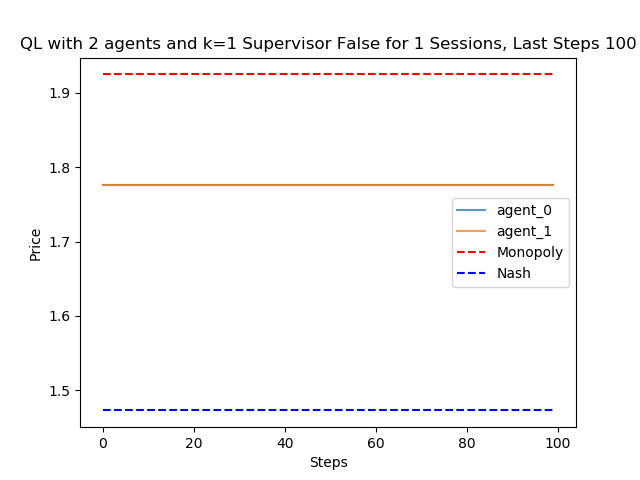 QL with 2 agents and k=1 Supervisor False for 1 Sessions, Last Steps 100
1.9
1.8
1.7
1.6
1.5
Price
agent_0
agent_1
Monopoly
Nash
0
20
40
60
80
100
Steps